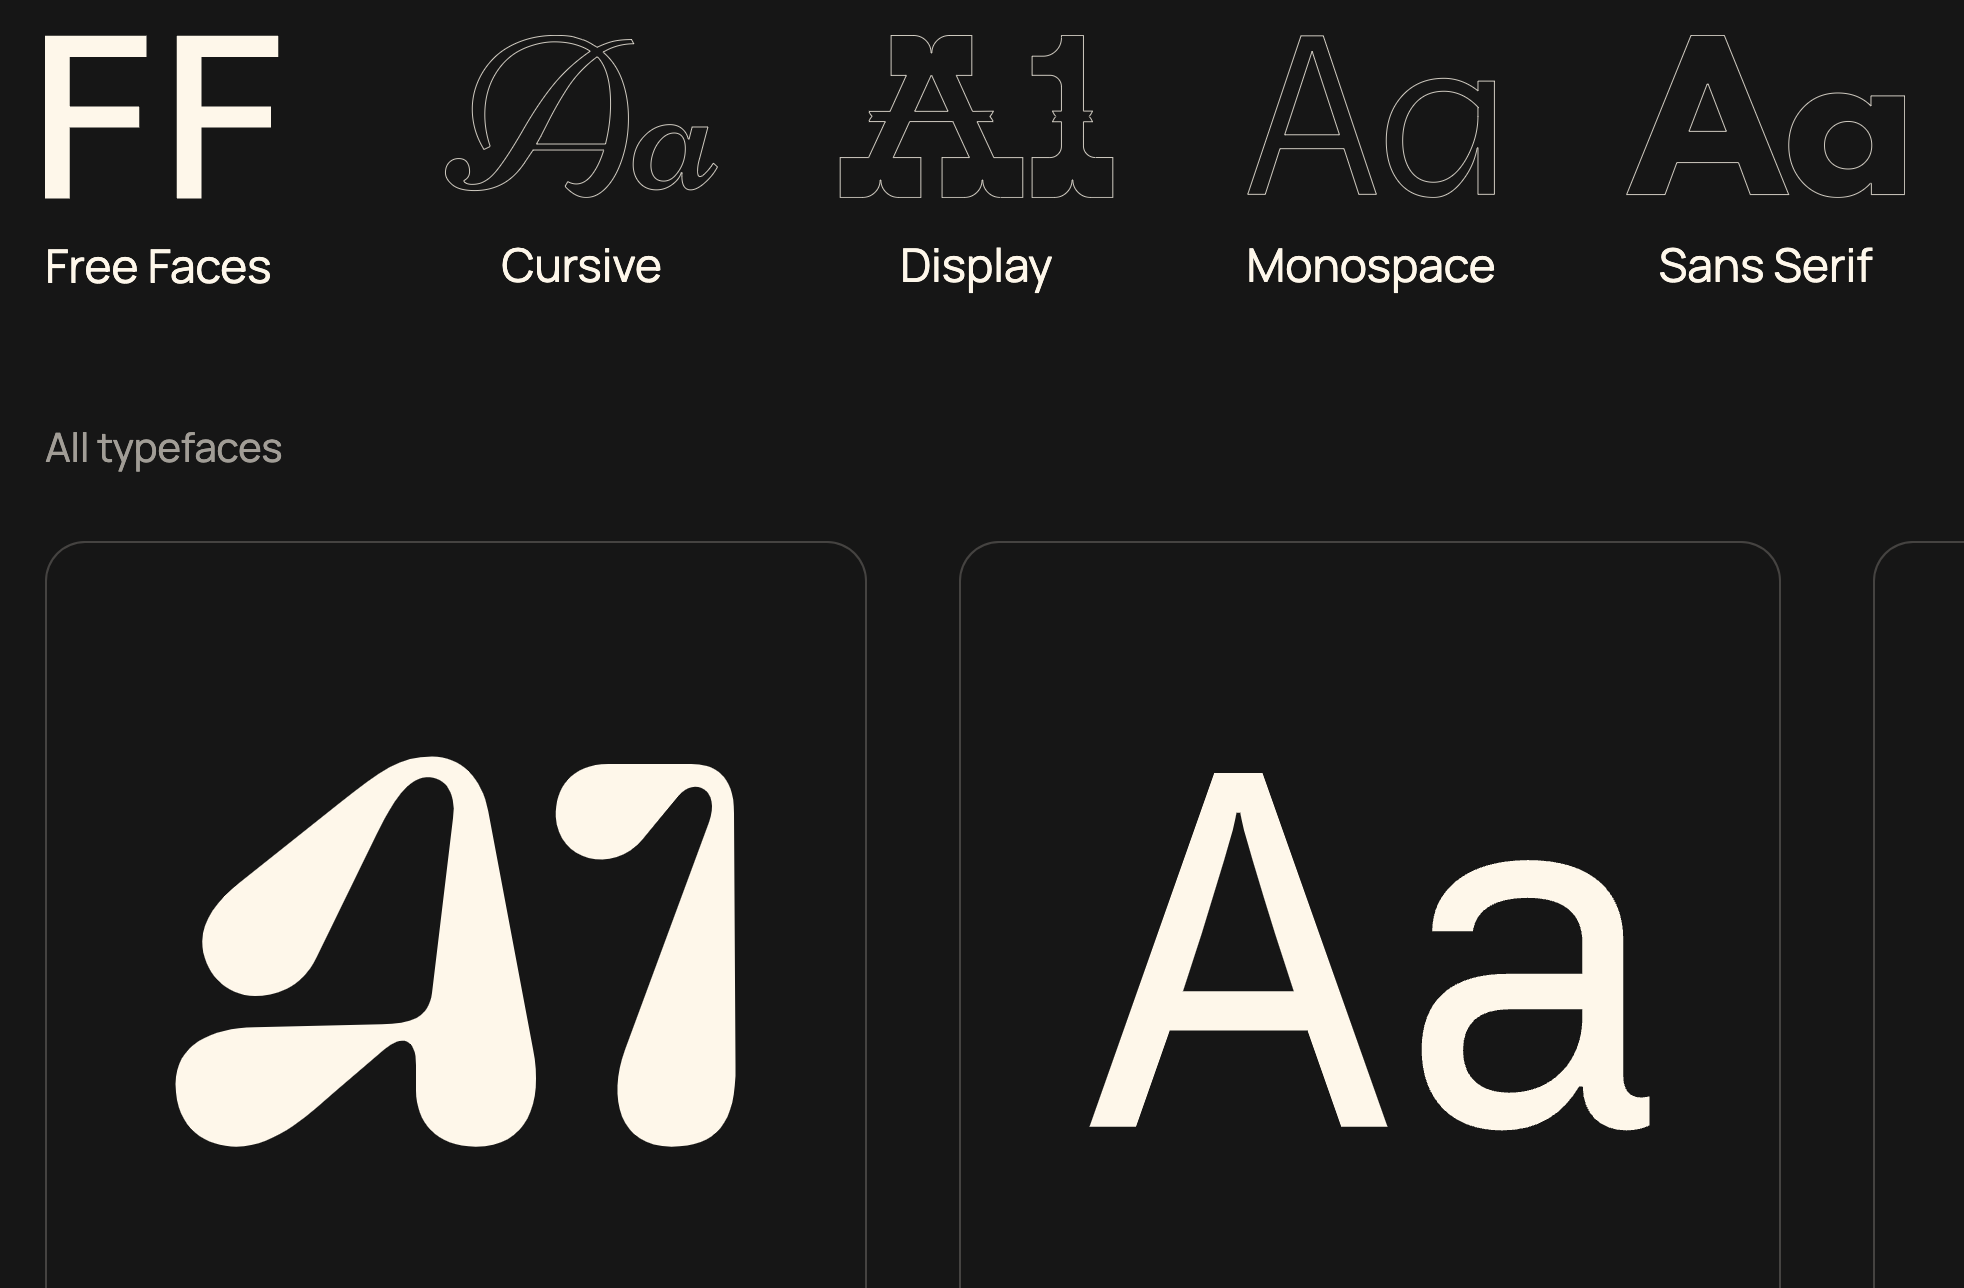 FF Aa A1 Aa Aa
Free Faces Cursive Display Monospace Sans Serif
All typefaces
A1 Aa